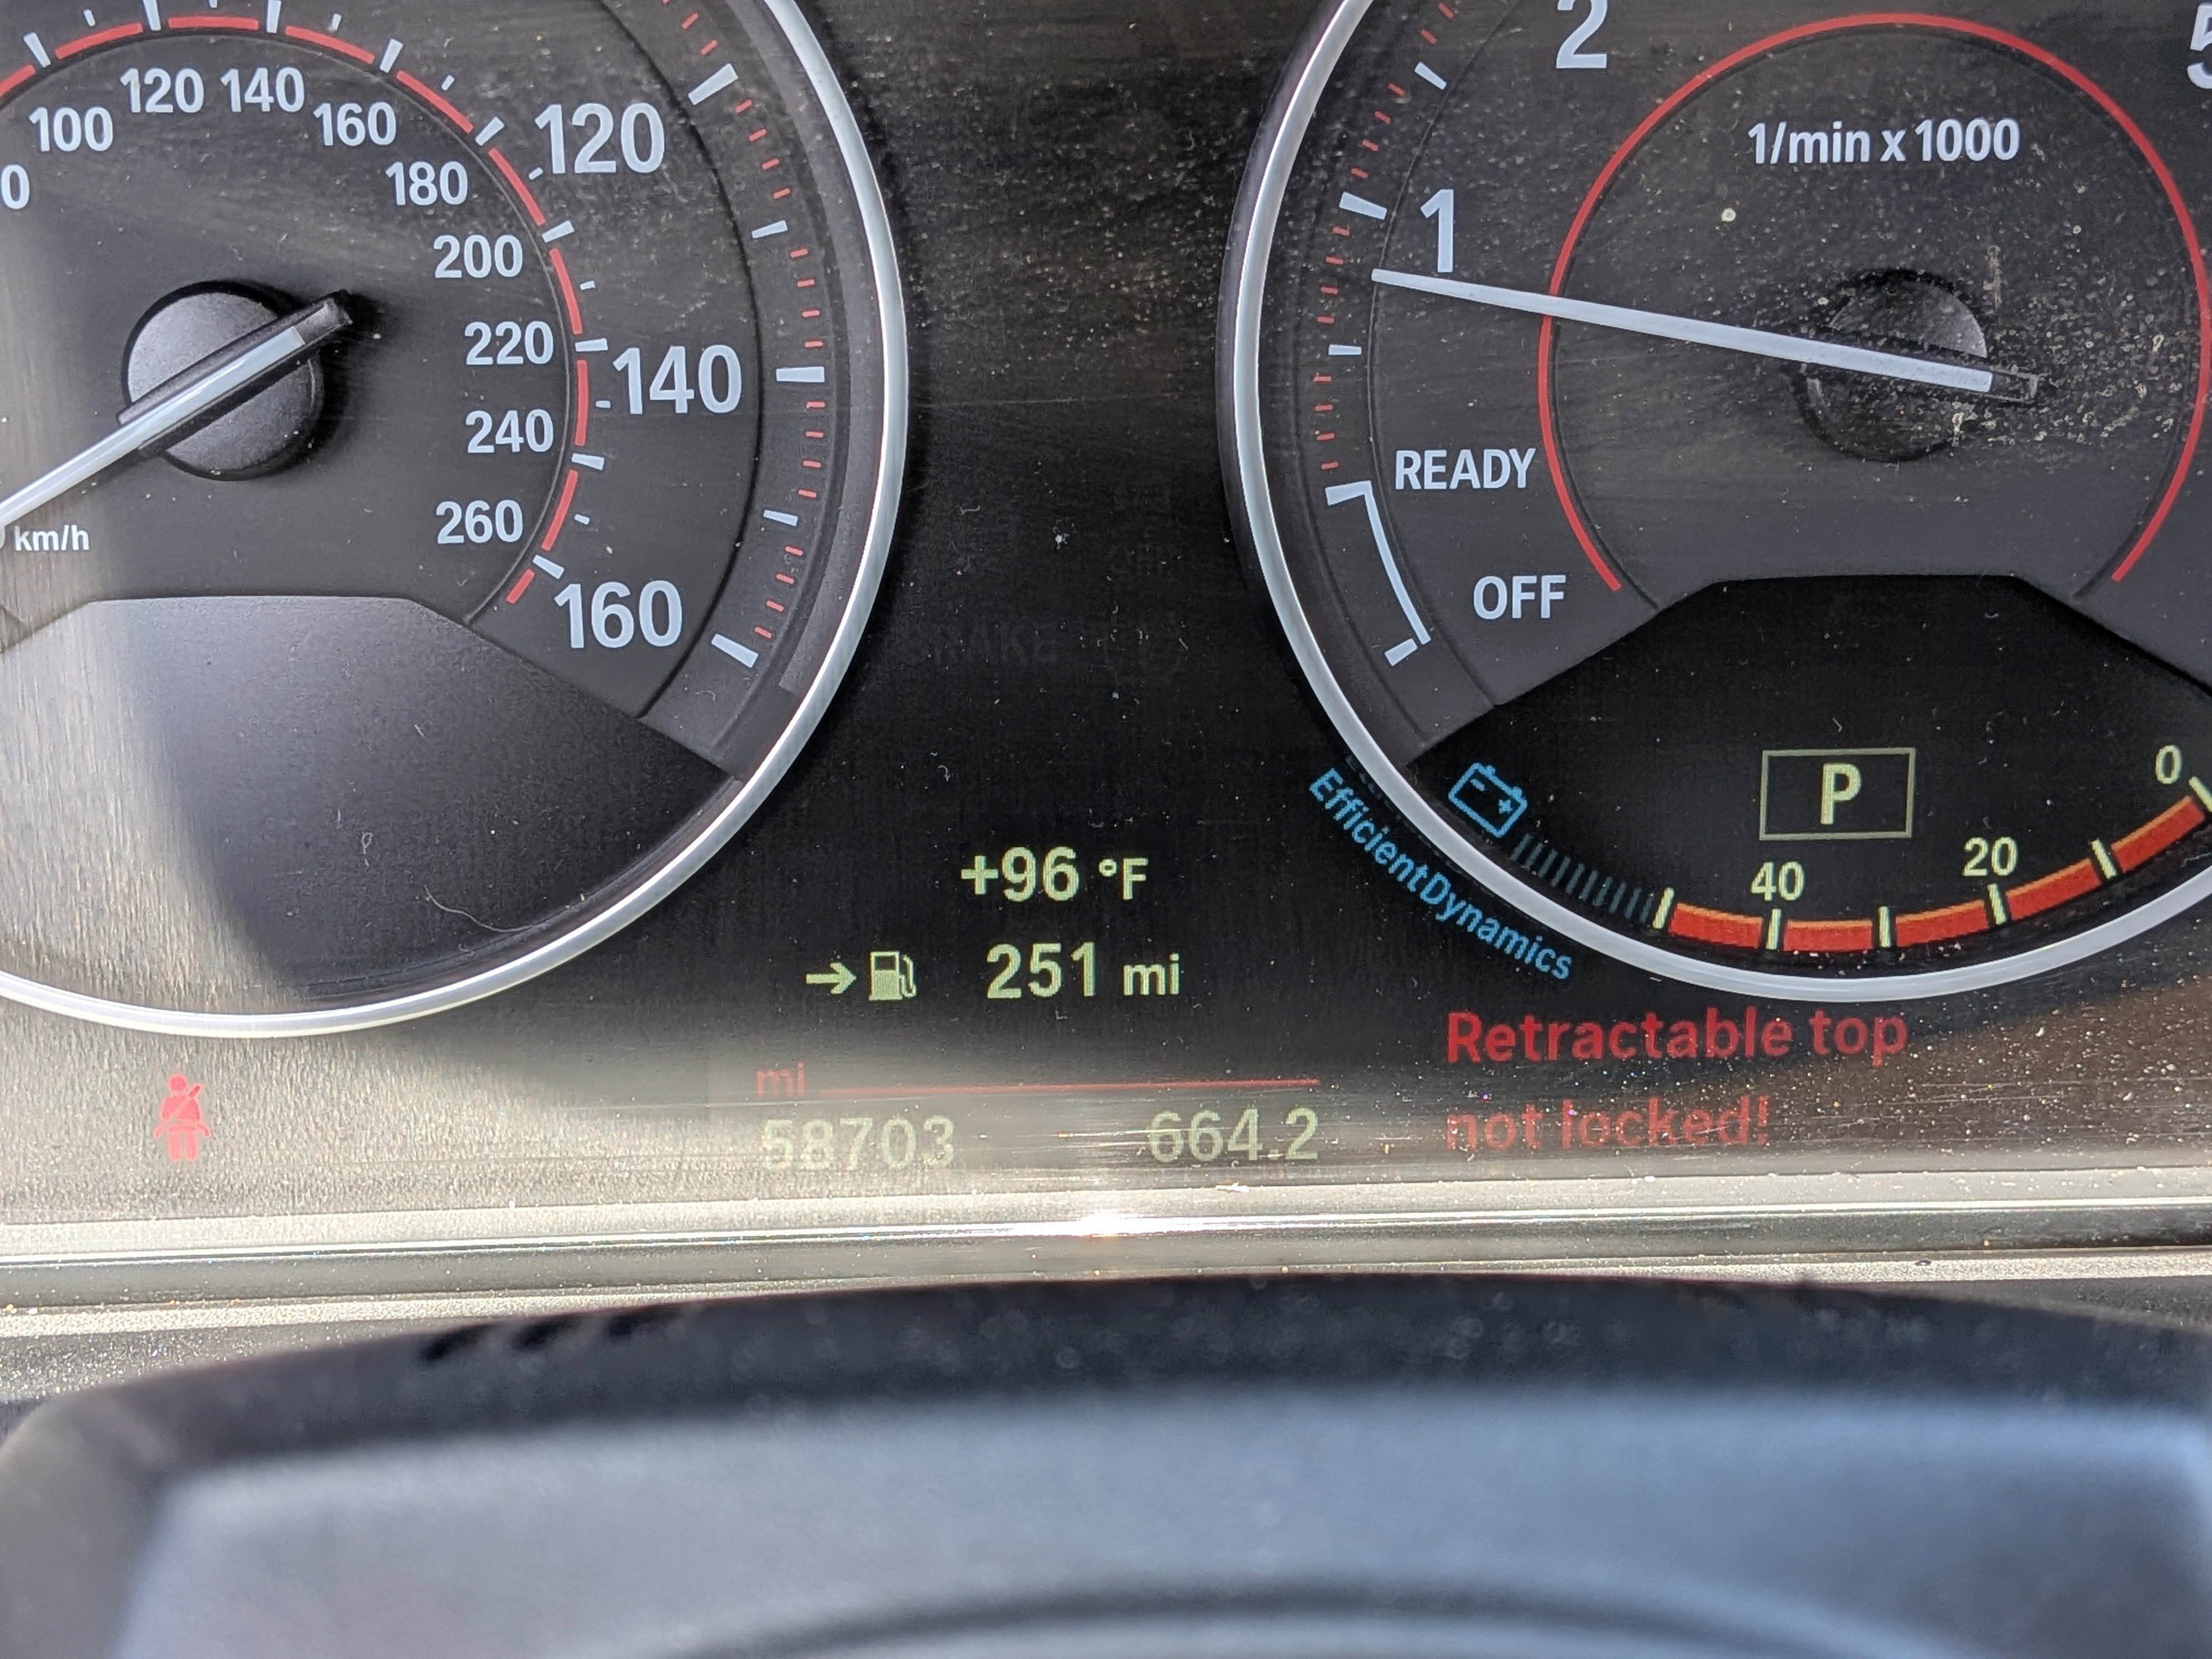 100
120
140
160
180
200
220
240
260
km/h
120
140
160
2
1/min x 1000
1
READY
OFF
P
0
20
40
EfficientDynamics
+96 °F
251 mi
Retractable top
not locked!
mi
58703 664.2